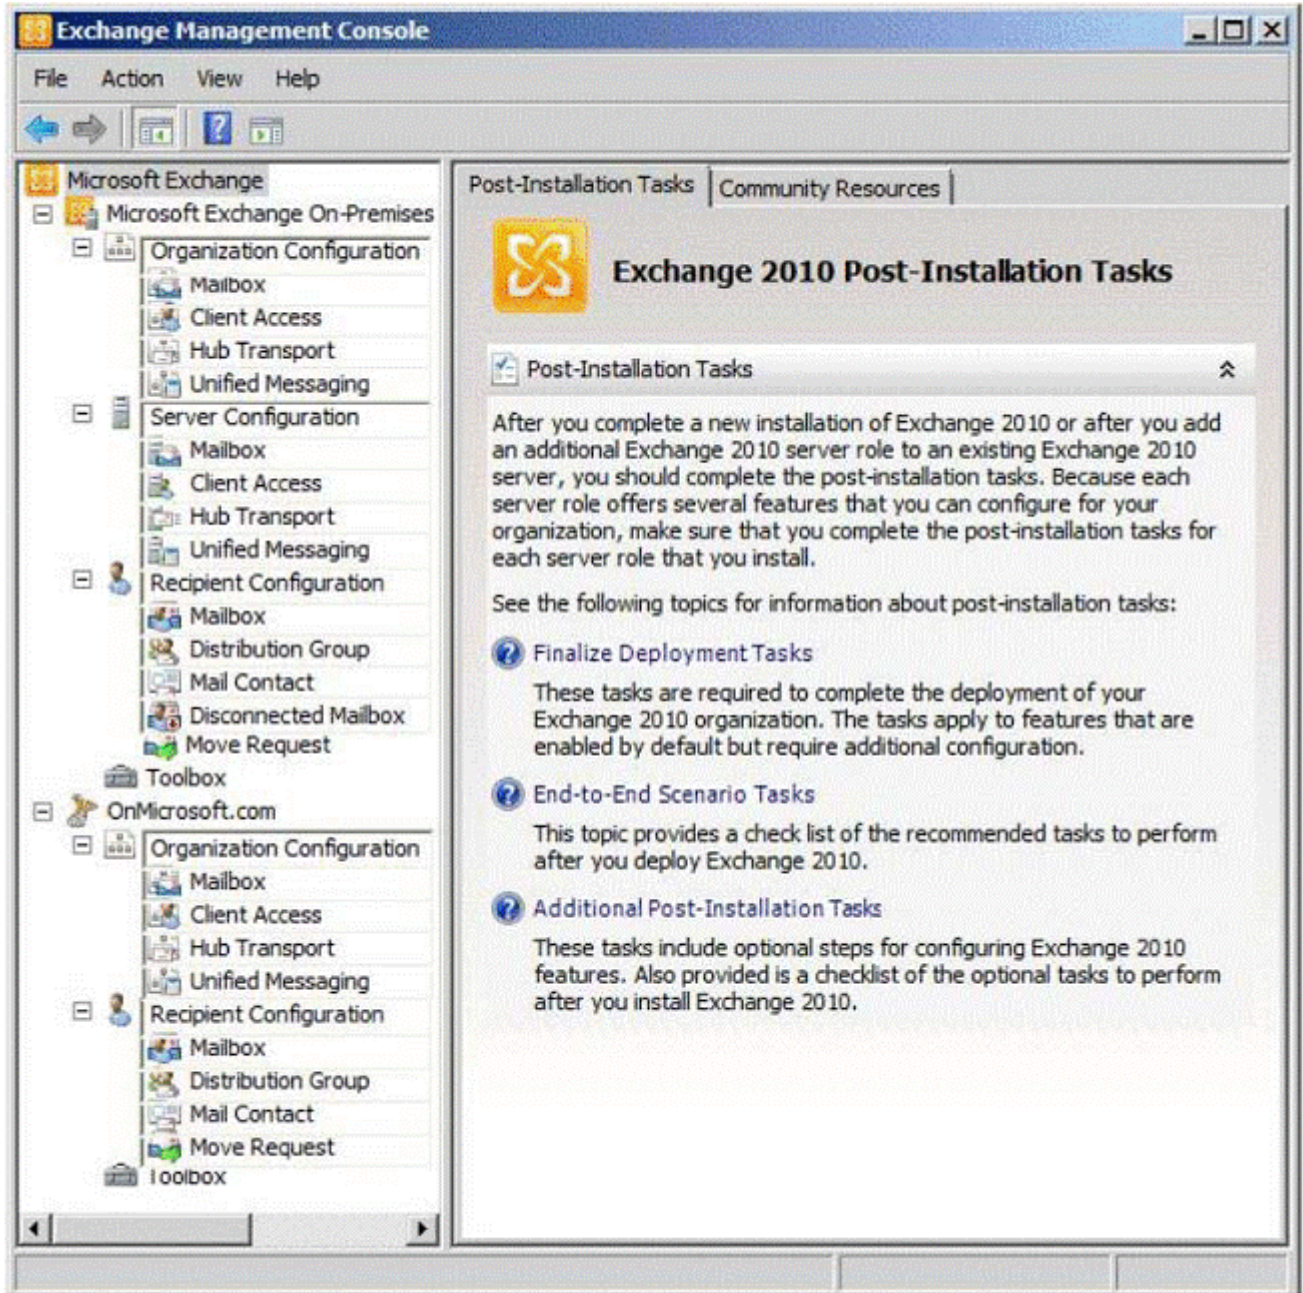 Exchange Management Console
File Action View Help
Microsoft Exchange
Microsoft Exchange On-Premises
Organization Configuration
Mailbox
Client Access
Hub Transport
Unified Messaging
Server Configuration
Mailbox
Client Access
Hub Transport
Unified Messaging
Recipient Configuration
Mailbox
Distribution Group
Mail Contact
Disconnected Mailbox
Move Request
Toolbox
OnMicrosoft.com
Organization Configuration
Mailbox
Client Access
Hub Transport
Unified Messaging
Recipient Configuration
Mailbox
Distribution Group
Mail Contact
Move Request
Toolbox
Post-Installation Tasks Community Resources
Exchange 2010 Post-Installation Tasks
Post-Installation Tasks
After you complete a new installation of Exchange 2010 or after you add
an additional Exchange 2010 server role to an existing Exchange 2010
server, you should complete the post-installation tasks. Because each
server role offers several features that you can configure for your
organization, make sure that you complete the post-installation tasks for
each server role that you install.
See the following topics for information about post-installation tasks:
Finalize Deployment Tasks
These tasks are required to complete the deployment of your
Exchange 2010 organization. The tasks apply to features that are
enabled by default but require additional configuration.
End-to-End Scenario Tasks
This topic provides a check list of the recommended tasks to perform
after you deploy Exchange 2010.
Additional Post-Installation Tasks
These tasks include optional steps for configuring Exchange 2010
features. Also provided is a checklist of the optional tasks to perform
after you install Exchange 2010.